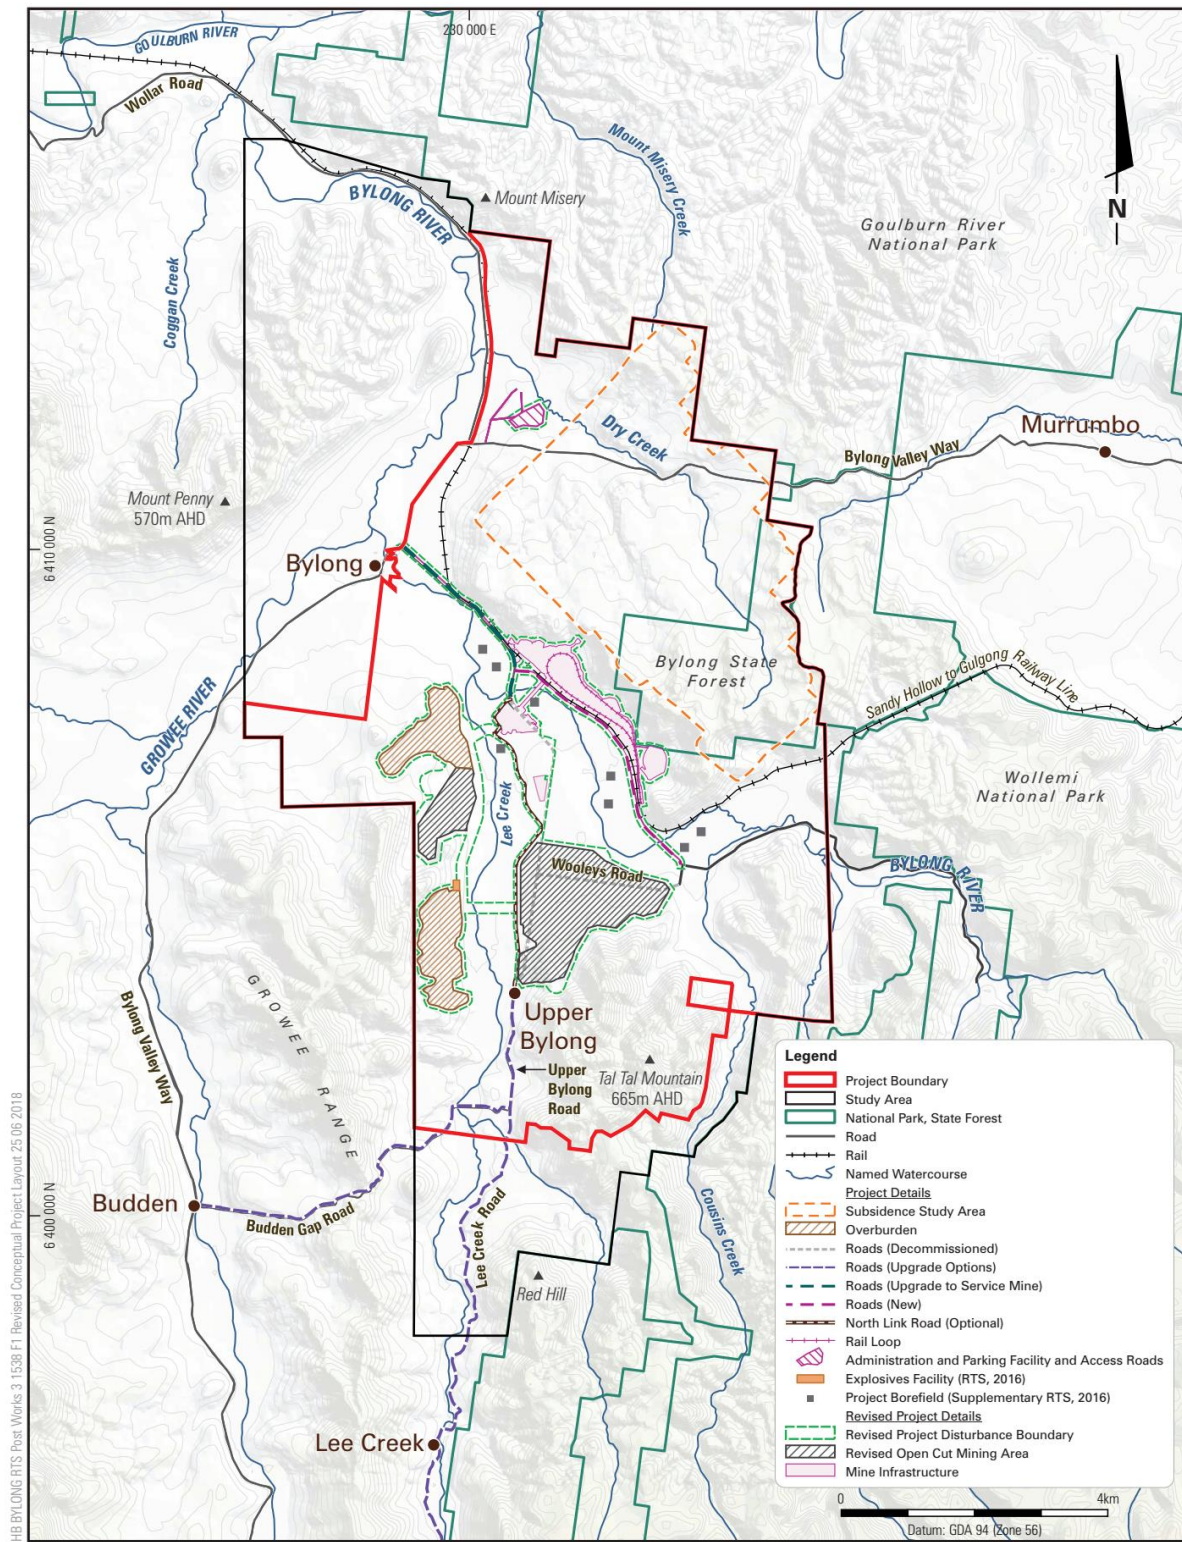 230 000 E
GOULBURN RIVER
Wollar Road
Mount Misery Creek
BYLONG RIVER
Mount Misery
N
Goulburn River
National Park
Coggan Creek
Dry Creek
Bylong Valley Way
Murrumbo
Mount Penny
570m AHD
6 410 000 N
Bylong
Bylong State
Forest
Sandy Hollow to Gulgong Railway Line
GROWEE RIVER
Wollemi
National Park
Lee Creek
Wooleys Road
BYLONG RIVER
GROWEE RANGE
Bylong Valley Way
Upper
Bylong
Upper
Bylong
Road
Tal Tal Mountain
665m AHD
Budden
Budden Gap Road
6 400 000 N
Lee Creek Road
Cousins Creek
Red Hill
Lee Creek
Legend
Project Boundary
Study Area
National Park, State Forest
Road
Rail
Named Watercourse
Project Details
Subsidence Study Area
Overburden
Roads (Decommissioned)
Roads (Upgrade Options)
Roads (Upgrade to Service Mine)
Roads (New)
North Link Road (Optional)
Rail Loop
Administration and Parking Facility and Access Roads
Explosives Facility (RTS, 2016)
Project Borefield (Supplementary RTS, 2016)
Revised Project Details
Revised Project Disturbance Boundary
Revised Open Cut Mining Area
Mine Infrastructure
0 4km
Datum: GDA 94 (Zone 56)
HB BYLONG RTS Post Works 3 1538 F1 Revised Conceptual Project Layout 25 06 2018